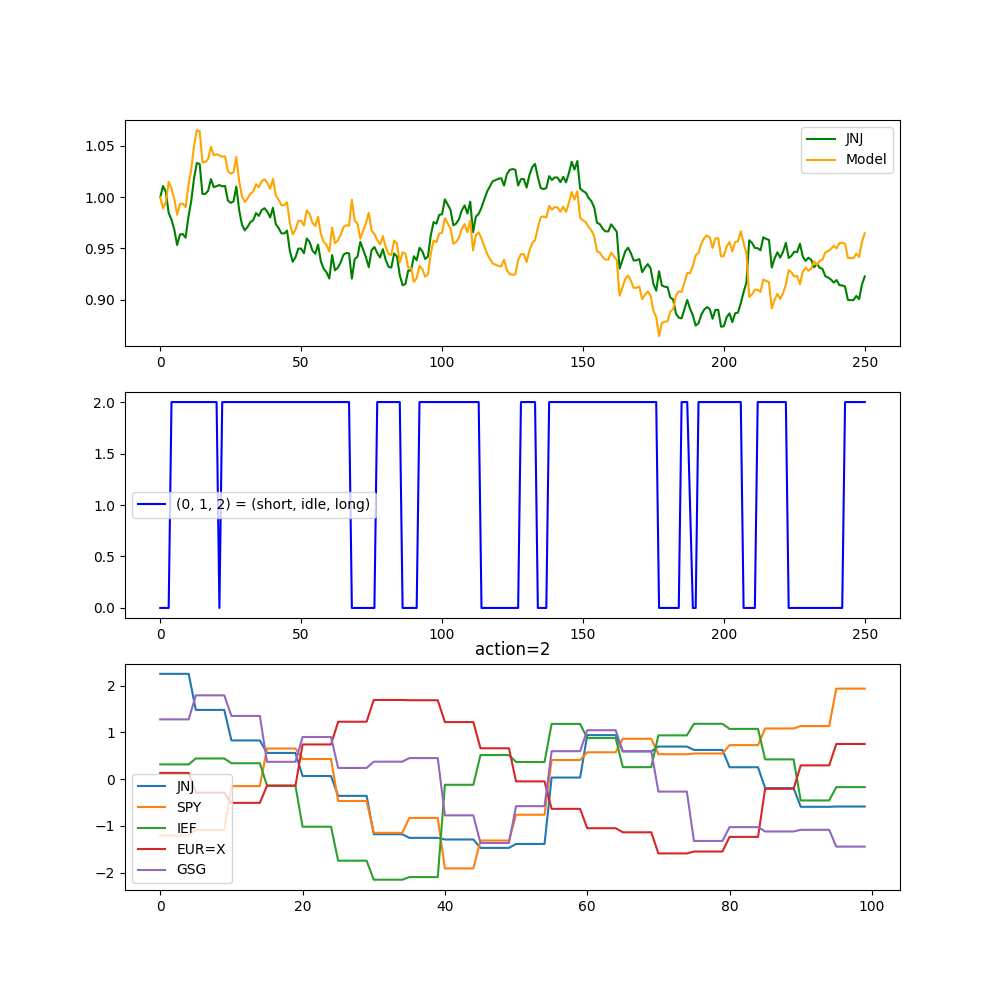 1.05
1.00
0.95
0.90
JNJ
Model
0 50 100 150 200 250
2.0
1.5
1.0
0.5
0.0
(0, 1, 2) = (short, idle, long)
0 50 100 150 200 250
action=2
2
1
0
−1
−2
JNJ
SPY
IEF
EUR=X
GSG
0 20 40 60 80 100